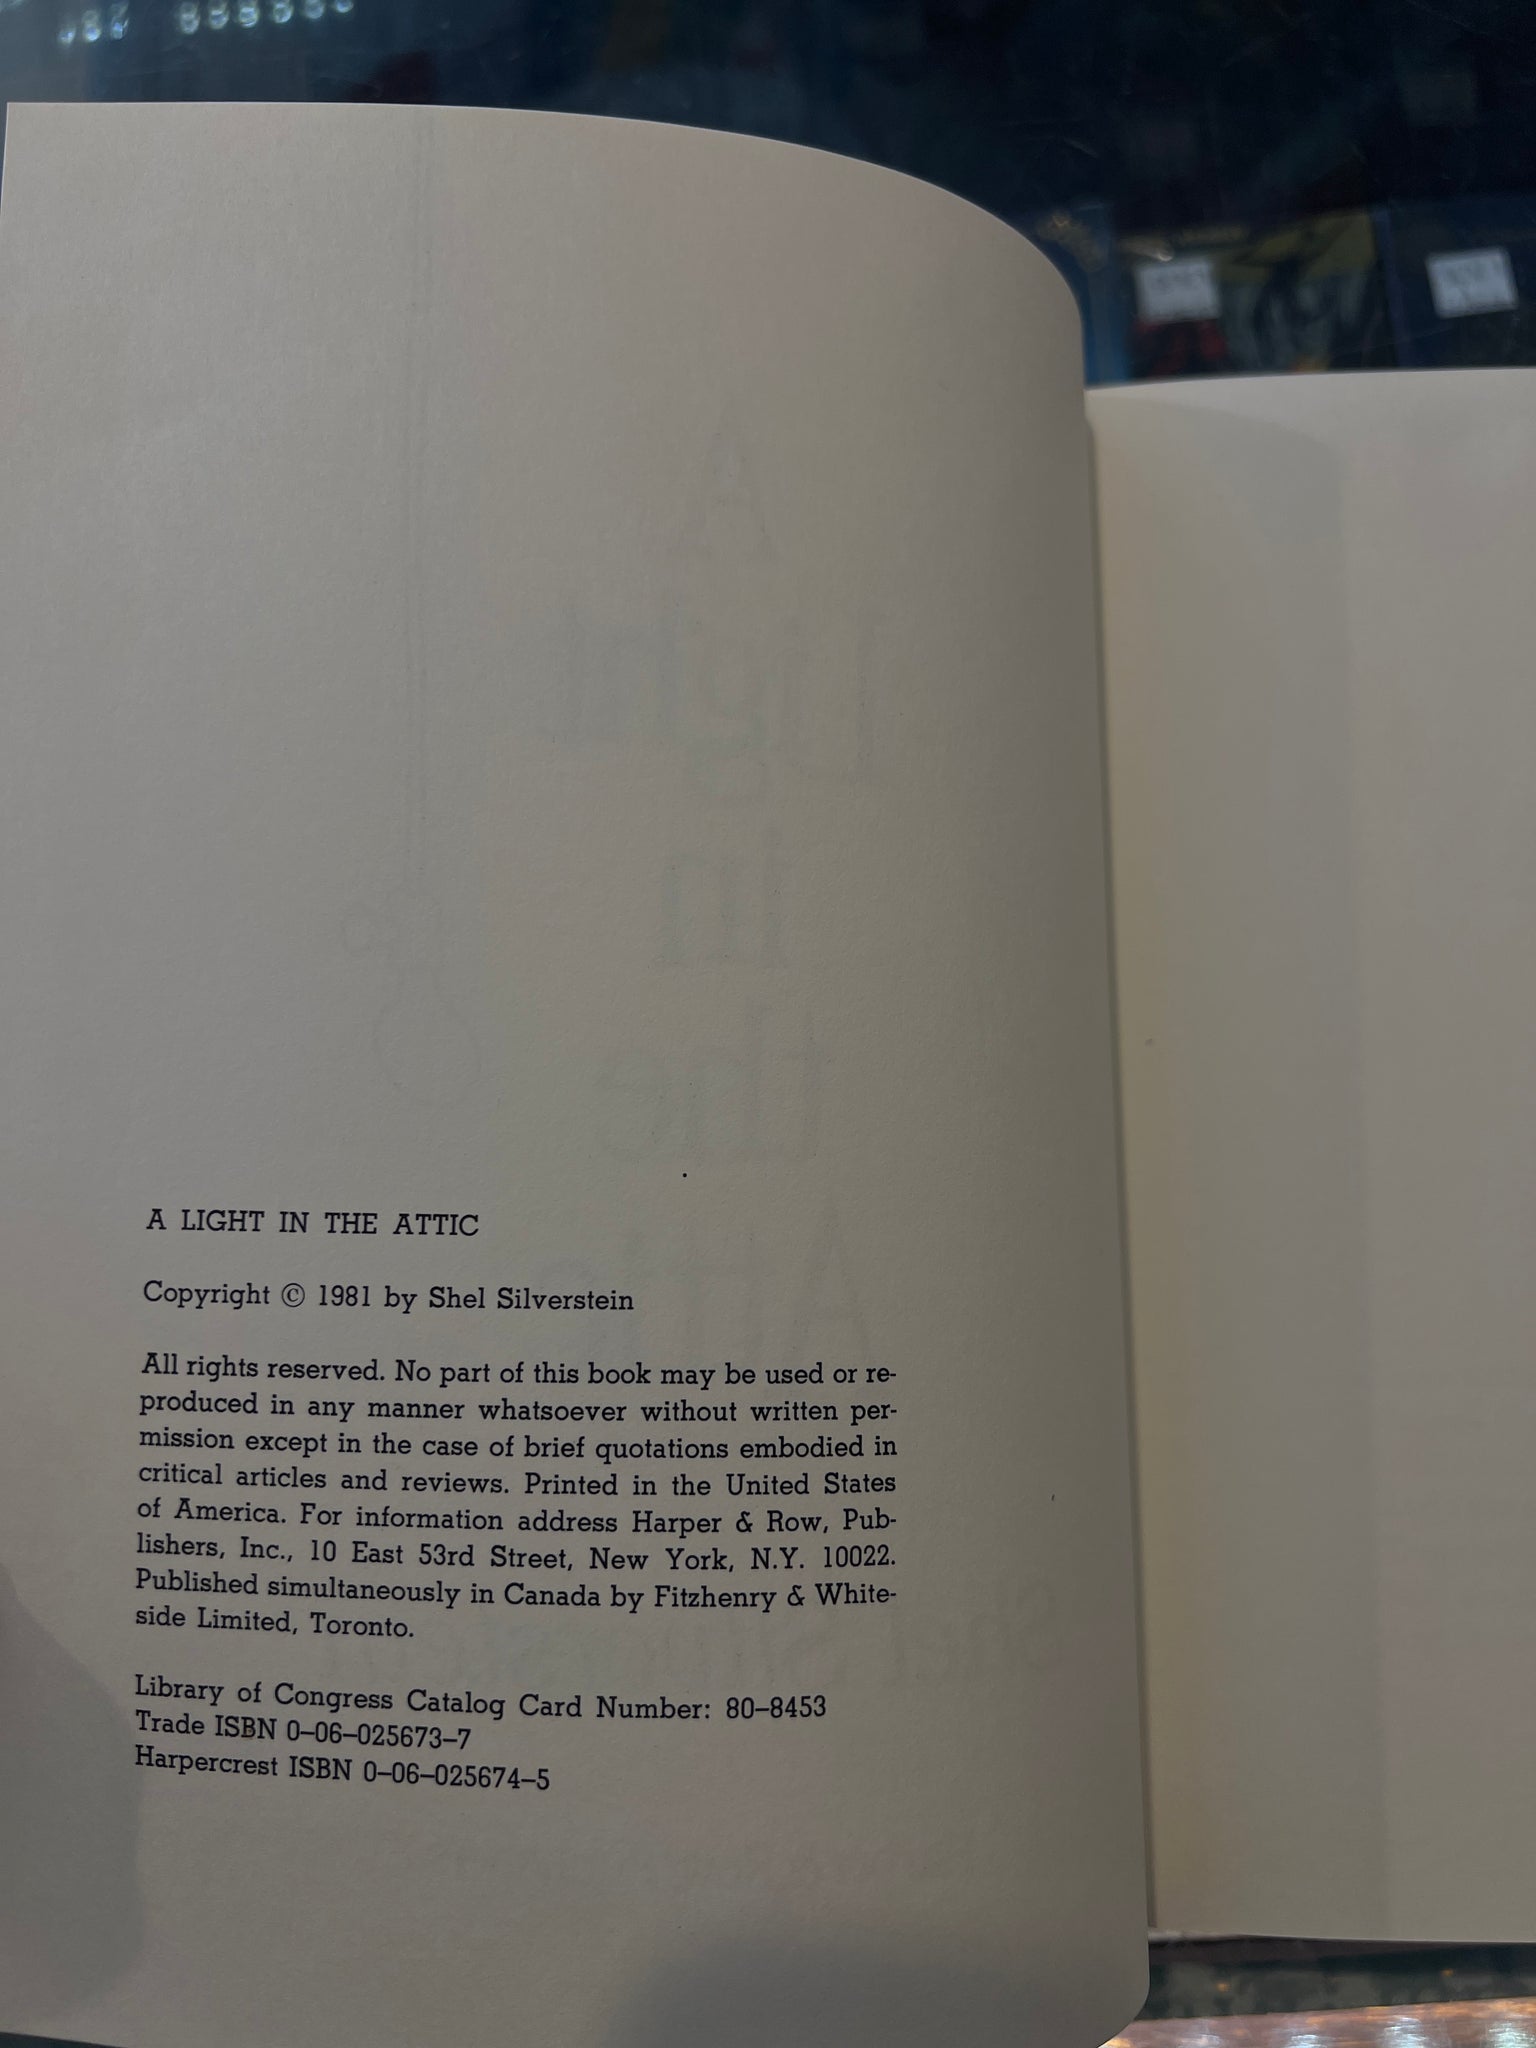 A LIGHT IN THE ATTIC
Copyright © 1981 by Shel Silverstein
All rights reserved. No part of this book may be used or re-
produced in any manner whatsoever without written per-
mission except in the case of brief quotations embodied in
critical articles and reviews. Printed in the United States
of America. For information address Harper & Row, Pub-
lishers, Inc., 10 East 53rd Street, New York, N.Y. 10022.
Published simultaneously in Canada by Fitzhenry & White-
side Limited, Toronto.
Library of Congress Catalog Card Number: 80–8453
Trade ISBN 0–06–025673–7
Harpercrest ISBN 0–06–025674–5